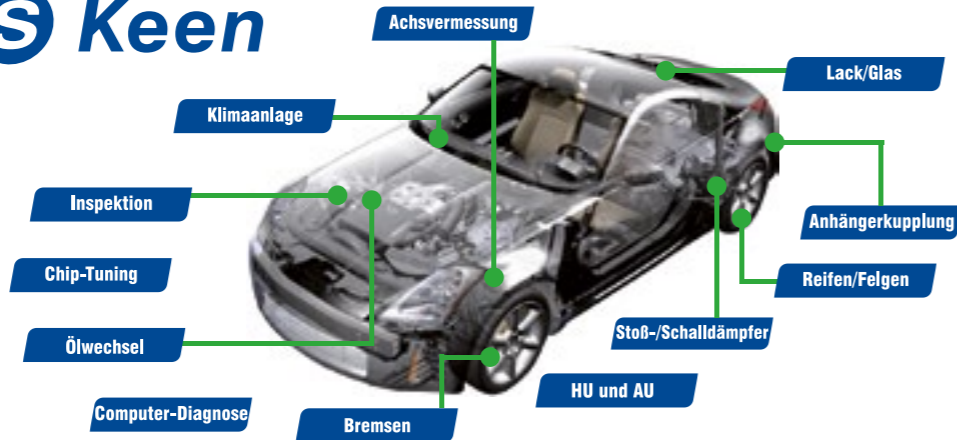 S Keen
Achsvermessung
Lack/Glas
Klimaanlage
Inspektion
Anhängerkupplung
Chip-Tuning
Reifen/Felgen
Ölwechsel
Stoß-/Schalldämpfer
HU und AU
Computer-Diagnose
Bremsen